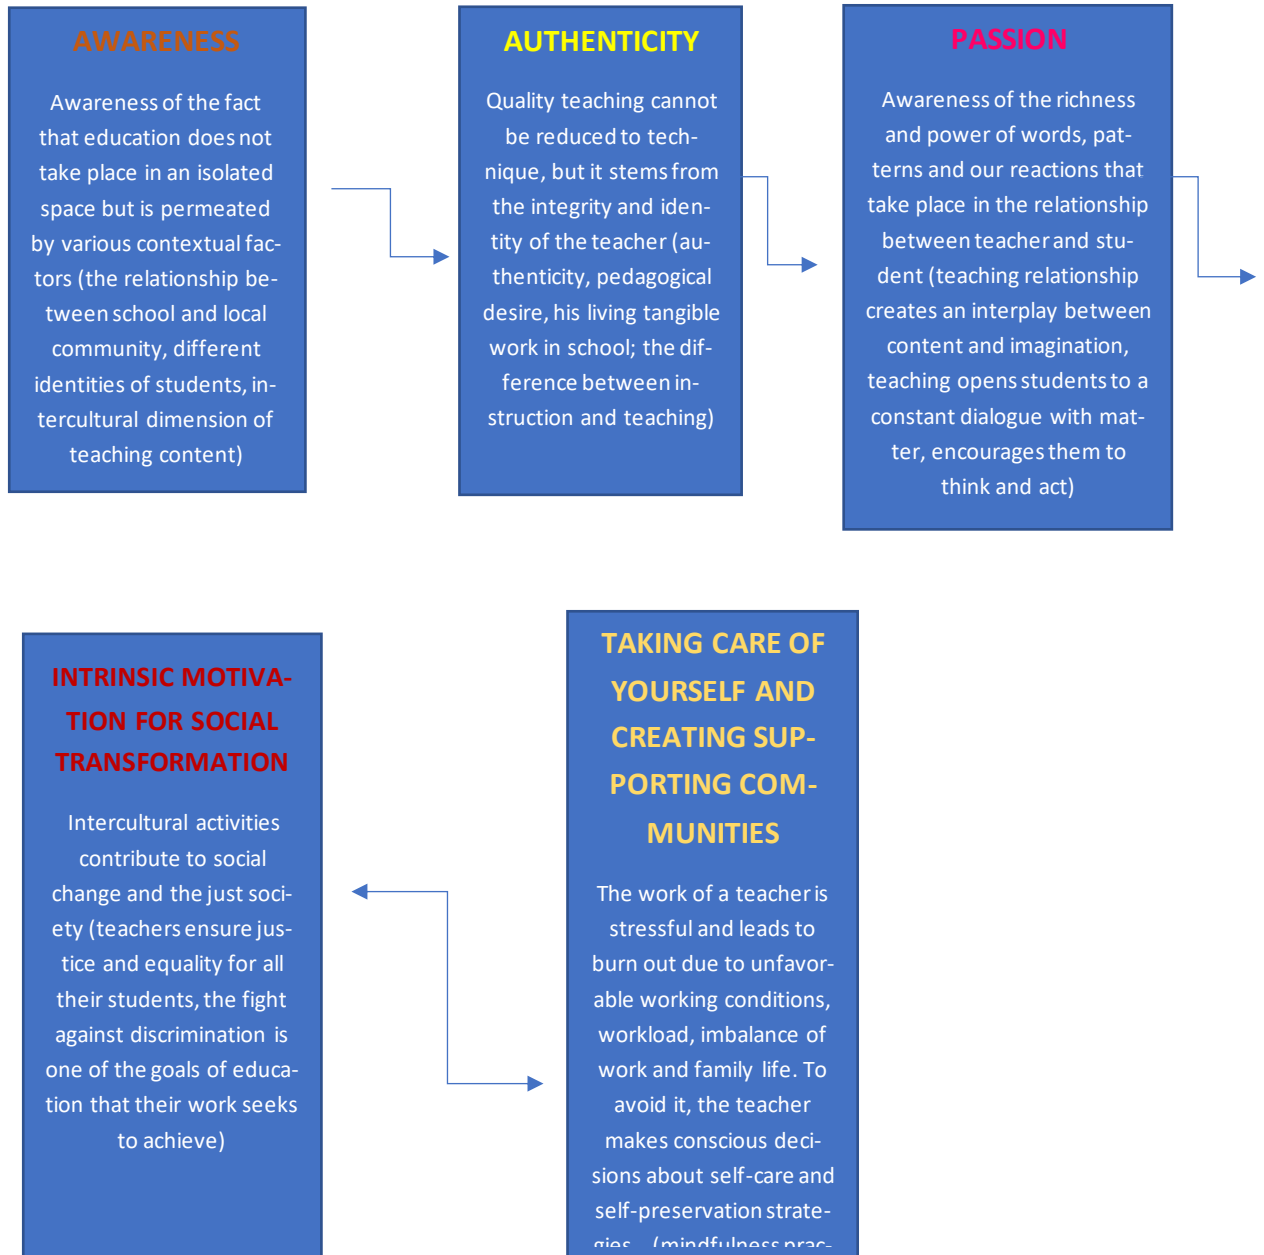 AWARENESS
Awareness of the fact
that education does not
take place in an isolated
space but is permeated
by various contextual fac-
tors (the relationship be-
tween school and local
community, different
identities of students, in-
tercultural dimension of
teaching content)
AUTHENTICITY
Quality teaching cannot
be reduced to tech-
nique, but it stems from
the integrity and iden-
tity of the teacher (au-
thenticity, pedagogical
desire, his living tangible
work in school; the dif-
ference between in-
struction and teaching)
PASSION
Awareness of the richness
and power of words, pat-
terns and our reactions that
take place in the relationship
between teacher and stu-
dent (teaching relationship
creates an interplay between
content and imagination,
teaching opens students to a
constant dialogue with mat-
ter, encourages them to
think and act)
INTRINSIC MOTIVA-
TION FOR SOCIAL
TRANSFORMATION
Intercultural activities
contribute to social
change and the just soci-
ety (teachers ensure jus-
tice and equality for all
their students, the fight
against discrimination is
one of the goals of educa-
tion that their work seeks
to achieve)
TAKING CARE OF
YOURSELF AND
CREATING SUP-
PORTING COM-
MUNITIES
The work of a teacher is
stressful and leads to
burn out due to unfavor-
able working conditions,
workload, imbalance of
work and family life. To
avoid it, the teacher
makes conscious deci-
sions about self-care and
self-preservation strate-
gies (mindfulness prac-